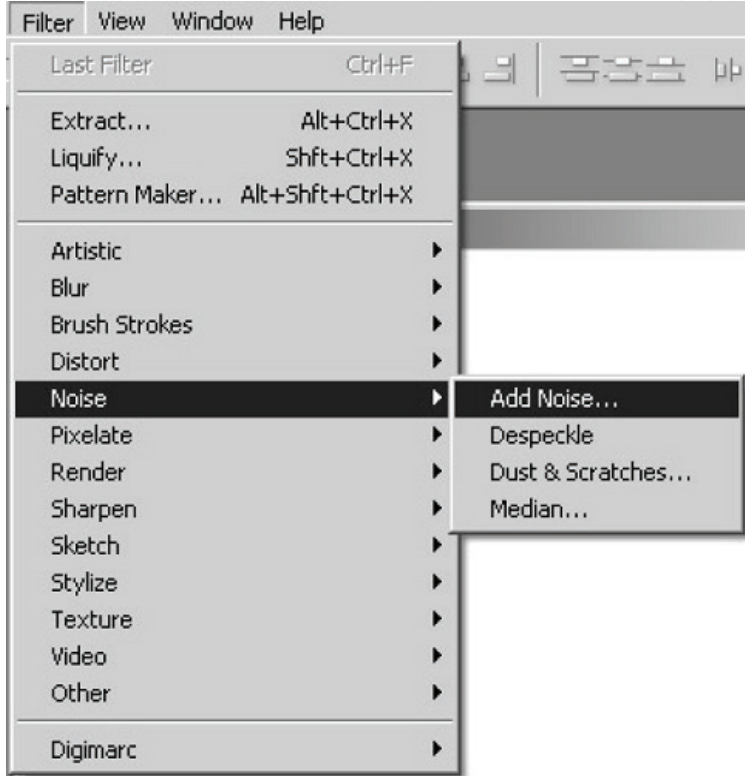 Filter View Window Help
Last Filter Ctrl+F
Extract... Alt+Ctrl+X
Liquify... Shft+Ctrl+X
Pattern Maker... Alt+Shft+Ctrl+X
Artistic
Blur
Brush Strokes
Distort
Noise
Add Noise...
Pixelate
Despeckle
Render
Dust & Scratches...
Sharpen
Median...
Sketch
Stylize
Texture
Video
Other
Digimarc